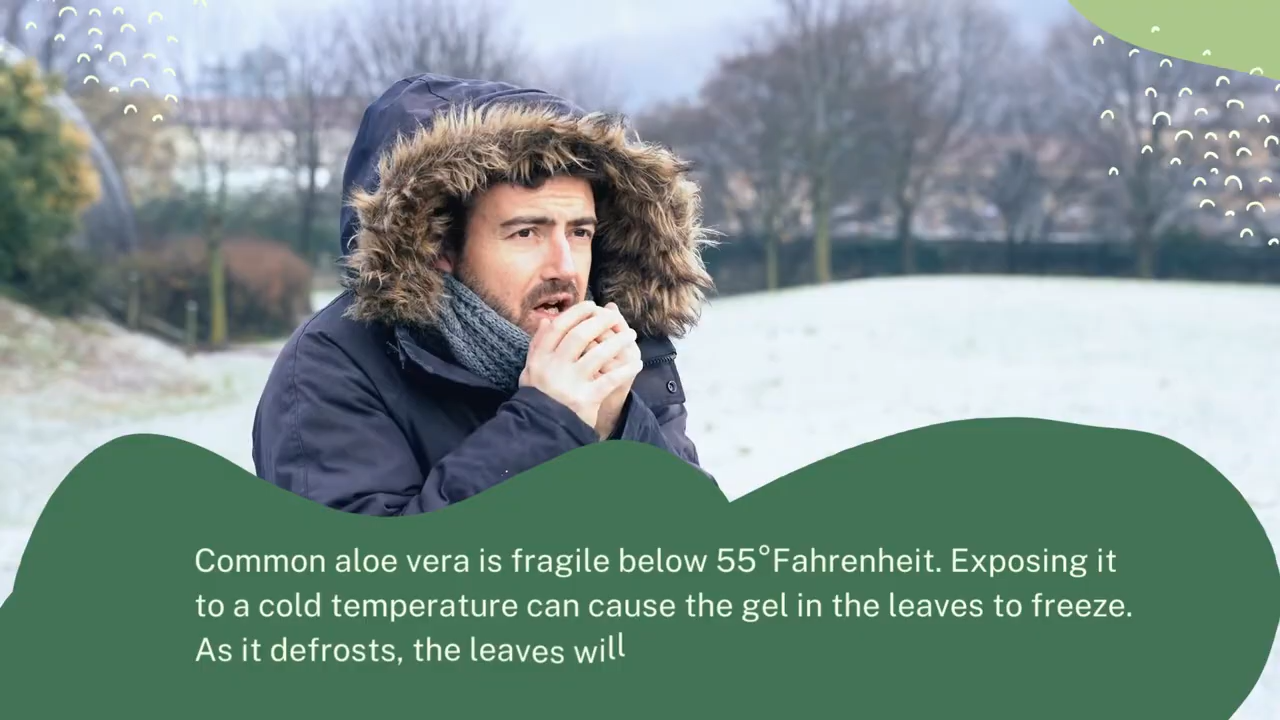 Common aloe vera is fragile below 55°Fahrenheit. Exposing it
to a cold temperature can cause the gel in the leaves to freeze.
As it defrosts, the leaves will